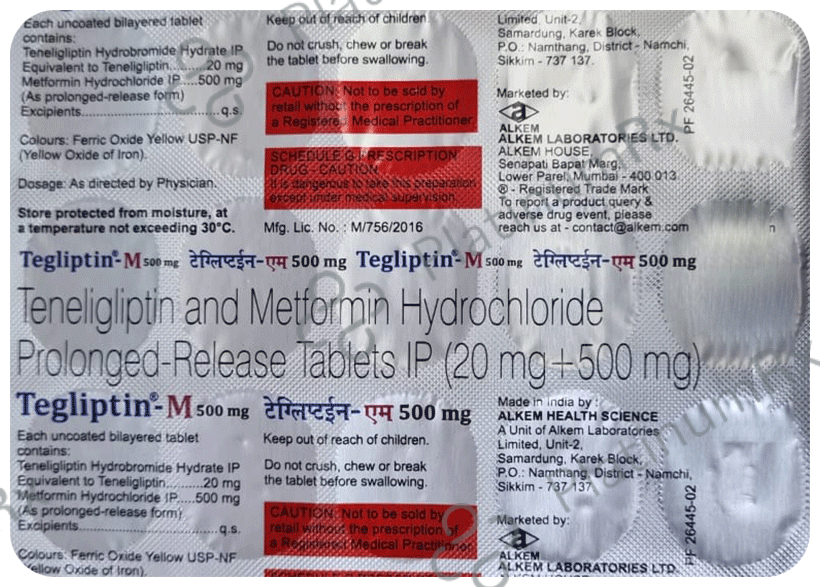 Each uncoated bilayered tablet
contains:
Teneligliptin Hydrobromide Hydrate IP
Equivalent to Teneligliptin.........20 mg
Metformin Hydrochloride IP.....500 mg
(As prolonged-release form)
Excipients..................................q.s.
Colours: Ferric Oxide Yellow USP-NF
(Yellow Oxide of Iron).
Dosage: As directed by Physician.
Store protected from moisture, at
a temperature not exceeding 30°C.
Keep out of reach of children.
Do not crush, chew or break
the tablet before swallowing.
CAUTION: Not to be sold by
retail without the prescription of
a Registered Medical Practitioner.
SCHEDULE G PRESCRIPTION
DRUG - CAUTION
It is dangerous to take this preparation
except under medical supervision.
Mfg. Lic. No. : M/756/2016
Limited, Unit-2,
Samardung, Karek Block,
P.O.: Namthang, District - Namchi,
Sikkim - 737 137.
Marketed by:
a
ALKEM
ALKEM LABORATORIES LTD.
ALKEM HOUSE,
Senapati Bapat Marg,
Lower Parel, Mumbai - 400 013
® - Registered Trade Mark
To report a product query &
adverse drug event, please
reach us at - contact@alkem.com
PF 26445-02
Tegliptin®-M 500 mg टेग्लिप्टईन-एम 500 mg Tegliptin®-M 500 mg टेग्लिप्टईन-एम 500 mg
Teneligliptin and Metformin Hydrochloride
Prolonged-Release Tablets IP (20 mg+500 mg)
Tegliptin®-M 500 mg टेग्लिप्टईन-एम 500 mg
Each uncoated bilayered tablet
contains:
Teneligliptin Hydrobromide Hydrate IP
Equivalent to Teneligliptin.........20 mg
Metformin Hydrochloride IP.....500 mg
(As prolonged-release form)
Excipients..................................q.s.
Colours: Ferric Oxide Yellow USP-NF
(Yellow Oxide of Iron).
Keep out of reach of children.
Do not crush, chew or break
the tablet before swallowing.
CAUTION: Not to be sold by
retail without the prescription of
a Registered Medical Practitioner.
Made in India by :
ALKEM HEALTH SCIENCE
A Unit of Alkem Laboratories
Limited, Unit-2,
Samardung, Karek Block,
P.O.: Namthang, District - Namchi,
Sikkim - 737 137
Marketed by:
a
ALKEM
ALKEM LABORATORIES LTD.
PF 26445-02